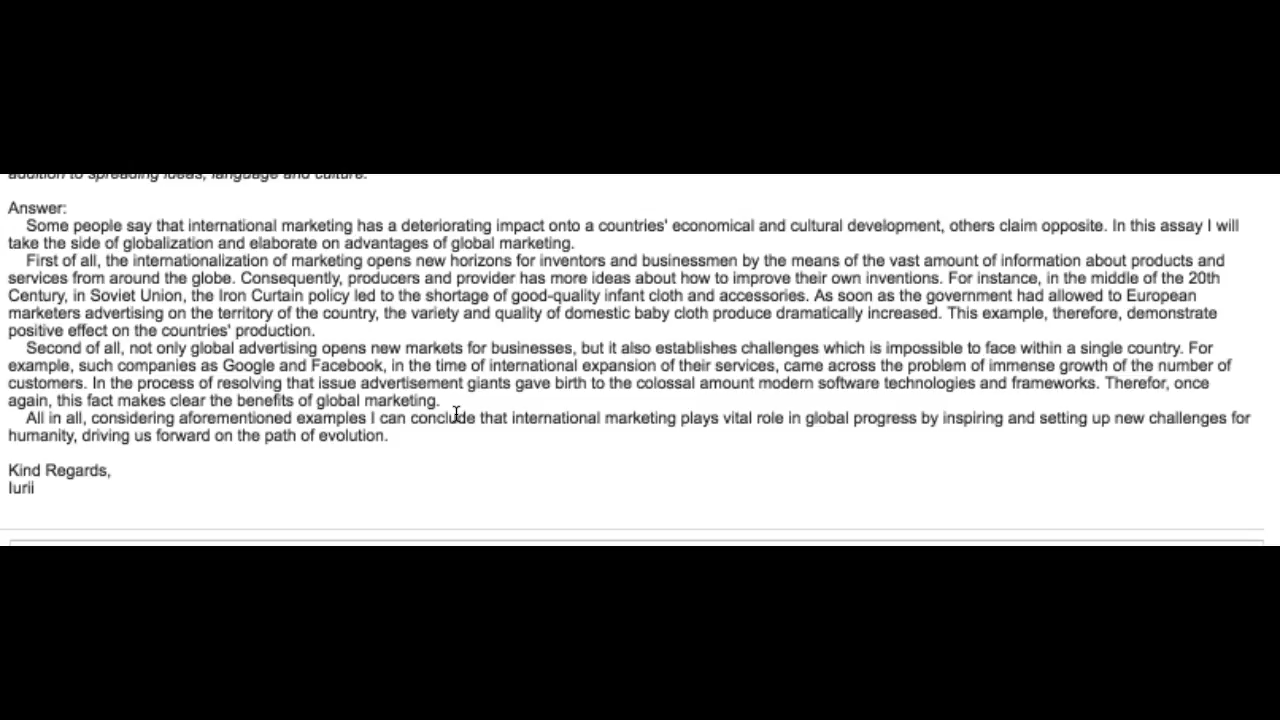 addition to spreading ideas, language and culture.
Answer:
Some people say that international marketing has a deteriorating impact onto a countries' economical and cultural development, others claim opposite. In this assay I will
take the side of globalization and elaborate on advantages of global marketing.
First of all, the internationalization of marketing opens new horizons for inventors and businessmen by the means of the vast amount of information about products and
services from around the globe. Consequently, producers and provider has more ideas about how to improve their own inventions. For instance, in the middle of the 20th
Century, in Soviet Union, the Iron Curtain policy led to the shortage of good-quality infant cloth and accessories. As soon as the government had allowed to European
marketers advertising on the territory of the country, the variety and quality of domestic baby cloth produce dramatically increased. This example, therefore, demonstrate
positive effect on the countries' production.
Second of all, not only global advertising opens new markets for businesses, but it also establishes challenges which is impossible to face within a single country. For
example, such companies as Google and Facebook, in the time of international expansion of their services, came across the problem of immense growth of the number of
customers. In the process of resolving that issue advertisement giants gave birth to the colossal amount modern software technologies and frameworks. Therefor, once
again, this fact makes clear the benefits of global marketing.
All in all, considering aforementioned examples I can conclude that international marketing plays vital role in global progress by inspiring and setting up new challenges for
humanity, driving us forward on the path of evolution.
Kind Regards,
Iurii